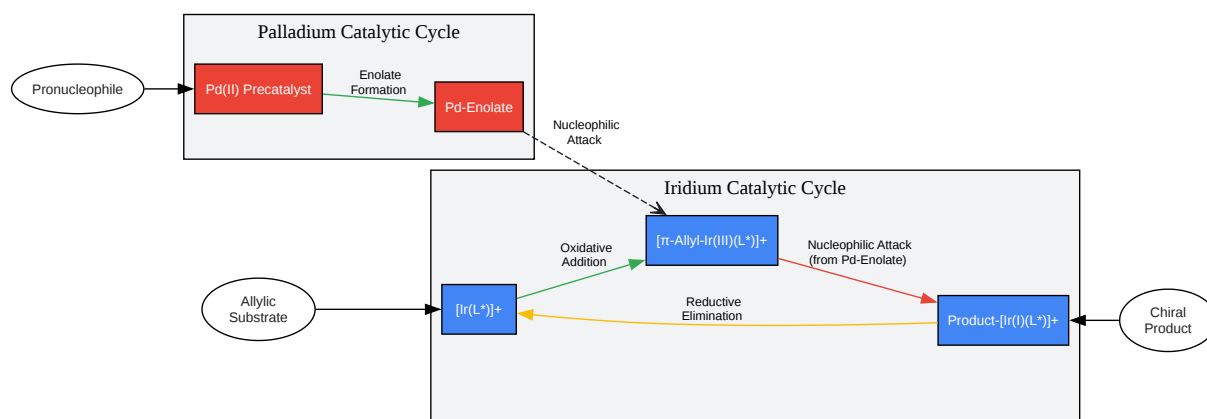 Palladium Catalytic Cycle
Pronucleophile
Pd(II) Precatalyst
Enolate
Formation
Pd-Enolate
Nucleophilic
Attack
Iridium Catalytic Cycle
[π-Allyl-Ir(III)(L*)]+
Oxidative
Addition
Nucleophilic Attack
(from Pd-Enolate)
Allylic
Substrate
[Ir(L*)]+
Reductive
Elimination
Product-[Ir(I)(L*)]+
Chiral
Product